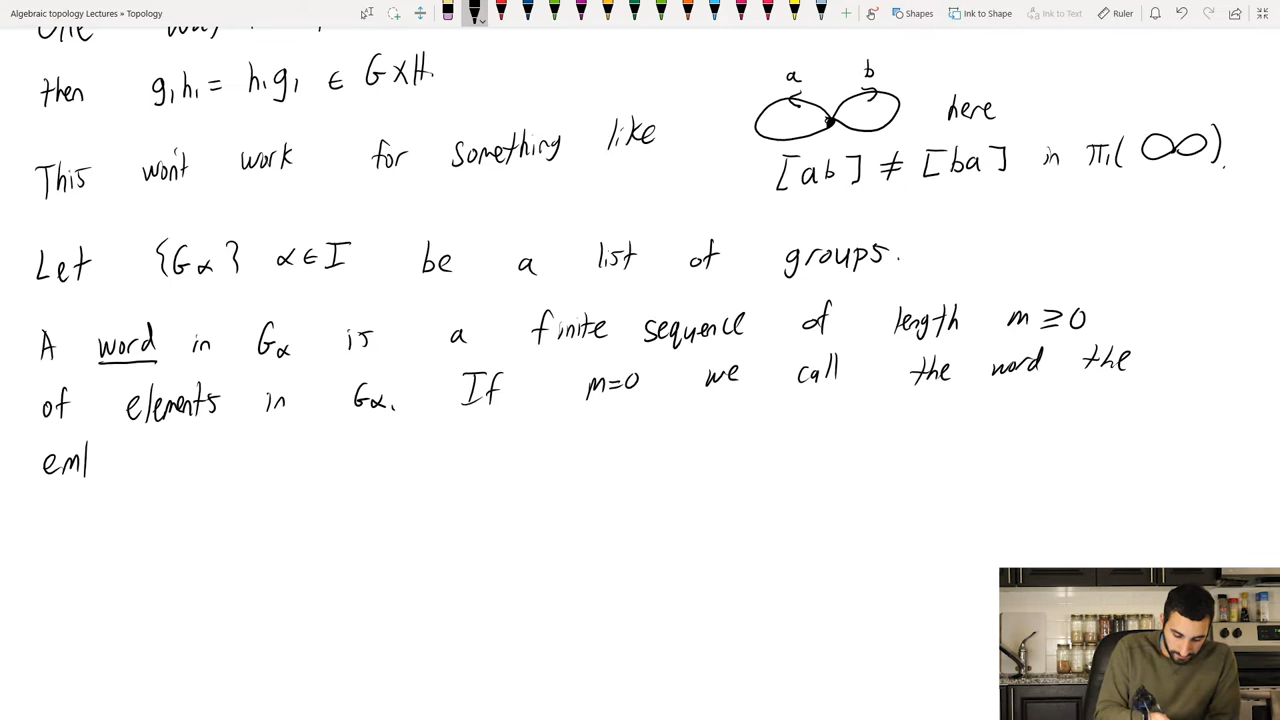 Algebraic topology Lectures » Topology
Shapes
Ink to Shape
Ink to Text
Ruler
then g₁h₁ = h₁g₁ ∈ G×H.
a b
This won't work for something like here
[ab] ≠ [ba] in π₁(∞).
Let {Gα} α∈I be a list of groups.
A word in Gα is a finite sequence of length m ≥ 0
of elements in Gα. If m=0 we call the word the
em